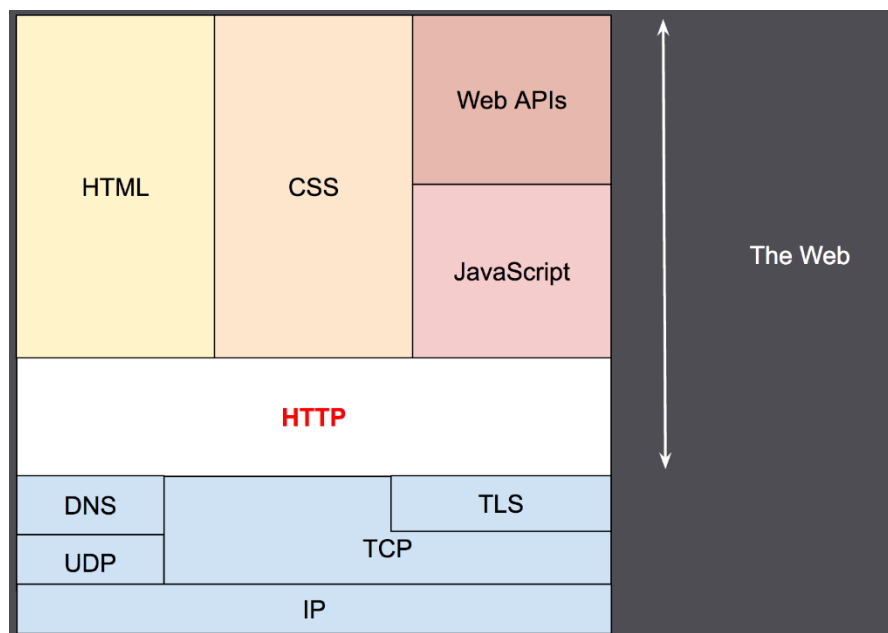 Web APIs
HTML
CSS
JavaScript
The Web
HTTP
DNS
TLS
TCP
UDP
IP